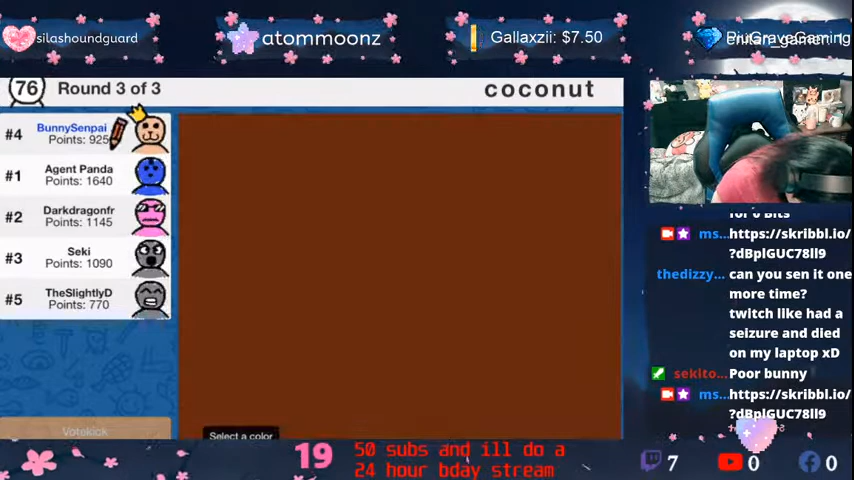 silashoundguard
atommoonz
Gallaxzii: $7.50
76
Round 3 of 3
coconut
#4
BunnySenpai
Points: 925
#1
Agent Panda
Points: 1640
#2
Darkdragonfr
Points: 1145
#3
Seki
Points: 1090
#5
TheSlightlyD
Points: 770
Votekick
Select a color
for 0 Bits
ms... https://skribbl.io/
?dBplGUC78ll9
thedizzy... can you sen it one
more time?
twitch like had a
seizure and died
on my laptop xD
sekito... Poor bunny
ms... https://skribbl.io/
?dBplGUC78ll9
19
50 subs and ill do a
24 hour bday stream
7
0
0